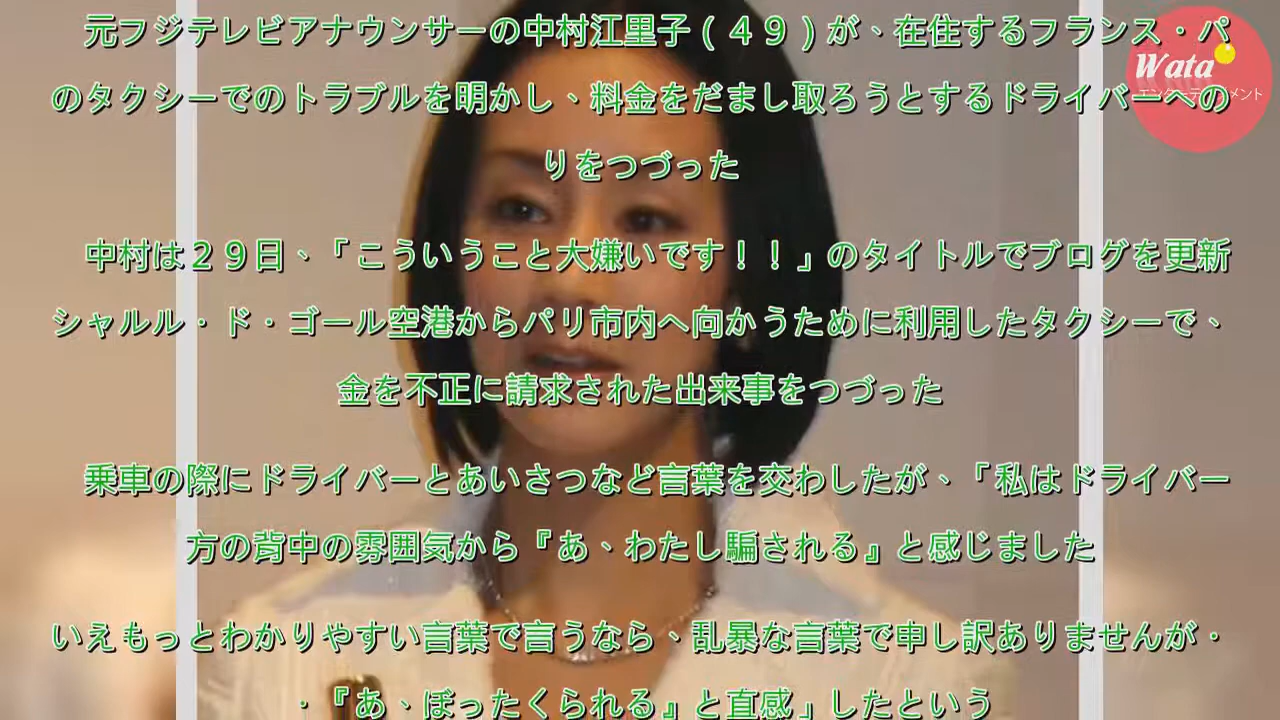 元フジテレビアナウンサーの中村江里子（４９）が、在住するフランス・パ
のタクシーでのトラブルを明かし、料金をだまし取ろうとするドライバーへの
りをつづった
中村は２９日、「こういうこと大嫌いです！！」のタイトルでブログを更新
シャルル・ド・ゴール空港からパリ市内へ向かうために利用したタクシーで、
金を不正に請求された出来事をつづった
乗車の際にドライバーとあいさつなど言葉を交わしたが、「私はドライバー
方の背中の雰囲気から『あ、わたし騙される』と感じました
いえもっとわかりやすい言葉で言うなら、乱暴な言葉で申し訳ありませんが・
・『あ、ぼったくられる』と直感」したという
Wata
エンターテインメント